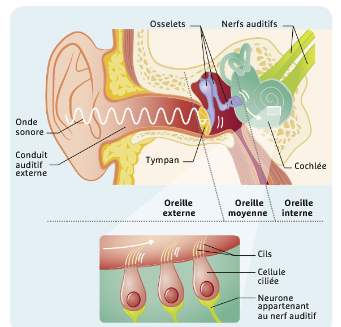 Osselets
Nerfs auditifs
Onde
sonore
Conduit
auditif
externe
Tympan
Cochlée
Oreille
externe
Oreille
moyenne
Oreille
interne
Cils
Cellule
ciliée
Neurone
appartenant
au nerf auditif